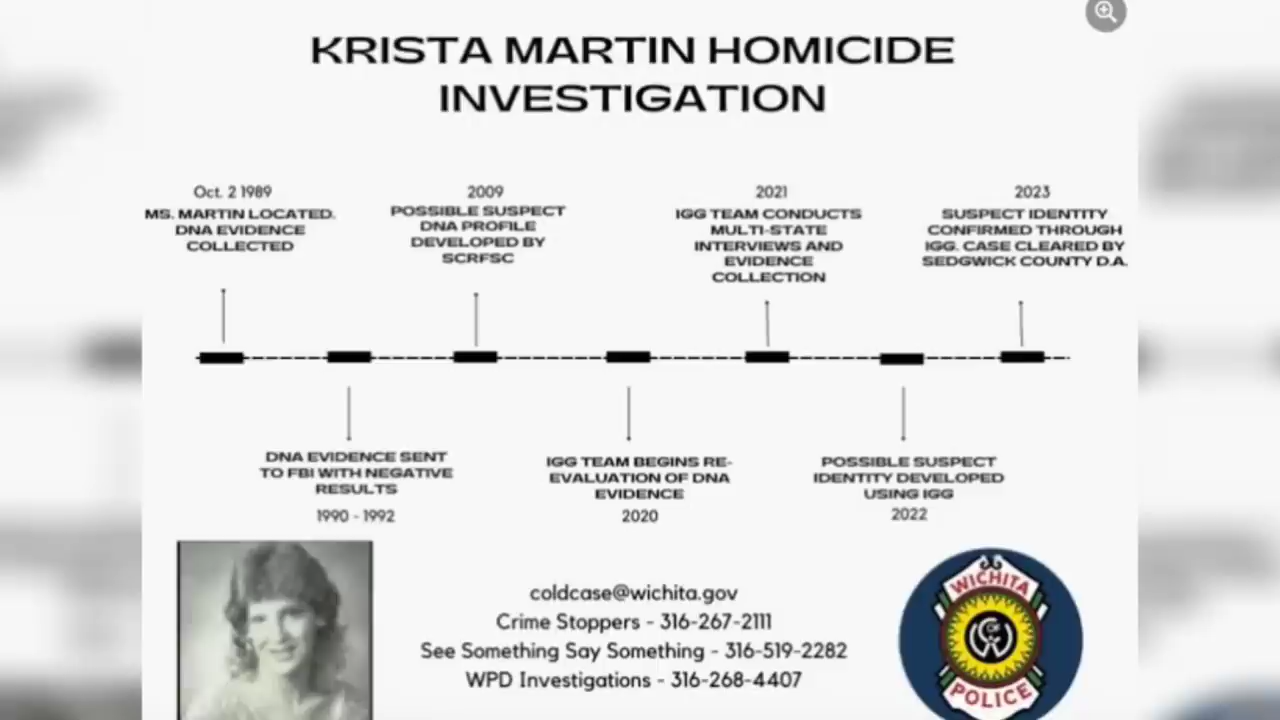 KRISTA MARTIN HOMICIDE
INVESTIGATION
Oct. 2 1989
MS. MARTIN LOCATED.
DNA EVIDENCE
COLLECTED
2009
POSSIBLE SUSPECT
DNA PROFILE
DEVELOPED BY
SCRFSC
2021
IGG TEAM CONDUCTS
MULTI-STATE
INTERVIEWS AND
EVIDENCE
COLLECTION
2023
SUSPECT IDENTITY
CONFIRMED THROUGH
IGG. CASE CLEARED BY
SEDGWICK COUNTY D.A.
DNA EVIDENCE SENT
TO FBI WITH NEGATIVE
RESULTS
1990 - 1992
IGG TEAM BEGINS RE-
EVALUATION OF DNA
EVIDENCE
2020
POSSIBLE SUSPECT
IDENTITY DEVELOPED
USING IGG
2022
coldcase@wichita.gov
Crime Stoppers - 316-267-2111
See Something Say Something - 316-519-2282
WPD Investigations - 316-268-4407
WICHITA
POLICE